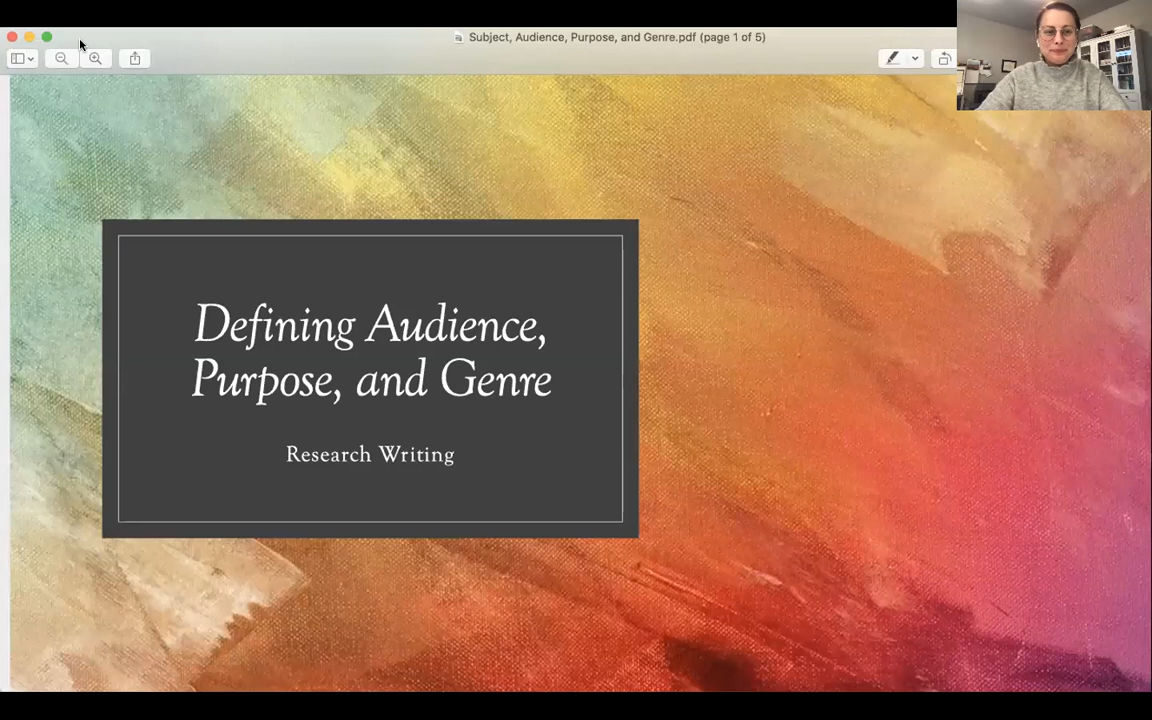 Subject, Audience, Purpose, and Genre.pdf (page 1 of 5)
Defining Audience,
Purpose, and Genre
Research Writing